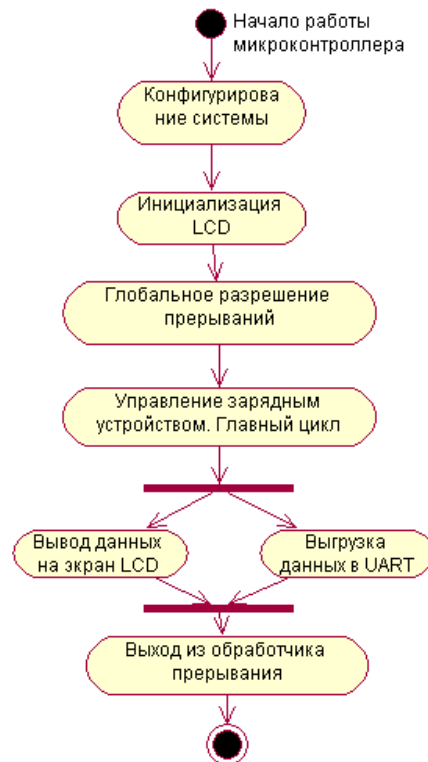 Начало работы
микроконтроллера
Конфигурирова
ние системы
Инициализация
LCD
Глобальное разрешение
прерываний
Управление зарядным
устройством. Главный цикл
Вывод данных
на экран LCD
Выгрузка
данных в UART
Выход из обработчика
прерывания